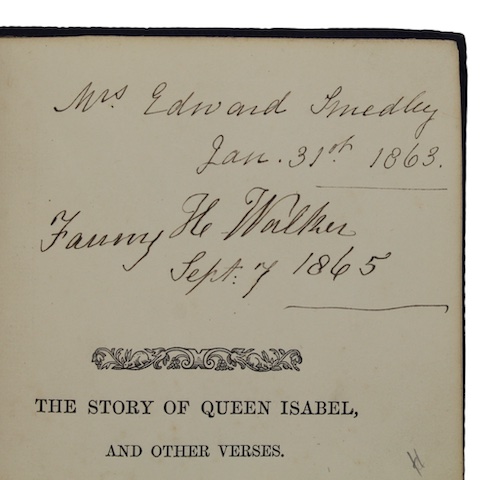 Mrs Edward Smedley
Jan. 31st. 1863.
Fanny H Walker
Sept. 7 1865
THE STORY OF QUEEN ISABEL,
AND OTHER VERSES.
H